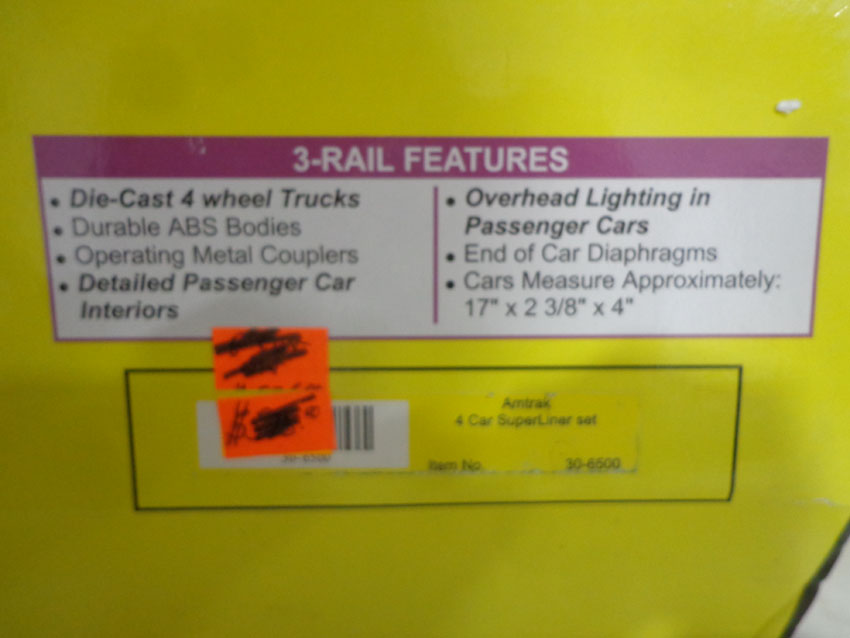 3-RAIL FEATURES
• Die-Cast 4 wheel Trucks
• Durable ABS Bodies
• Operating Metal Couplers
• Detailed Passenger Car
Interiors
• Overhead Lighting in
Passenger Cars
• End of Car Diaphragms
• Cars Measure Approximately:
17" x 2 3/8" x 4"
$
30-6500
Amtrak
4 Car SuperLiner set
Item No. 30-6500